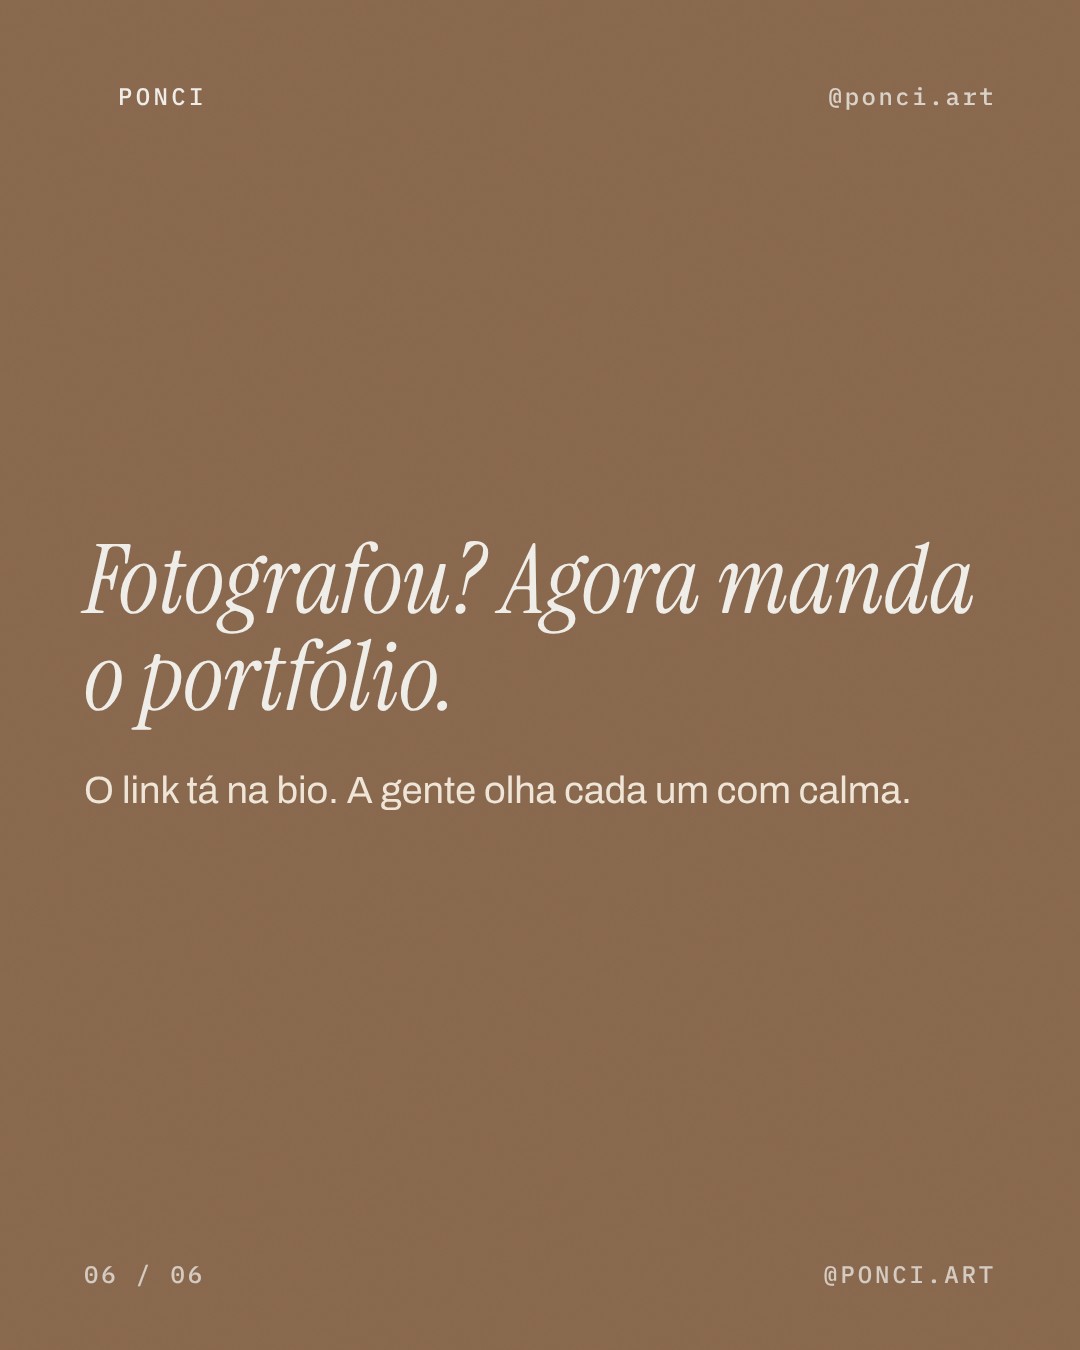 PONCI
@ponci.art
Fotografou? Agora manda
o portfólio.
O link tá na bio. A gente olha cada um com calma.
06 / 06
@PONCI.ART